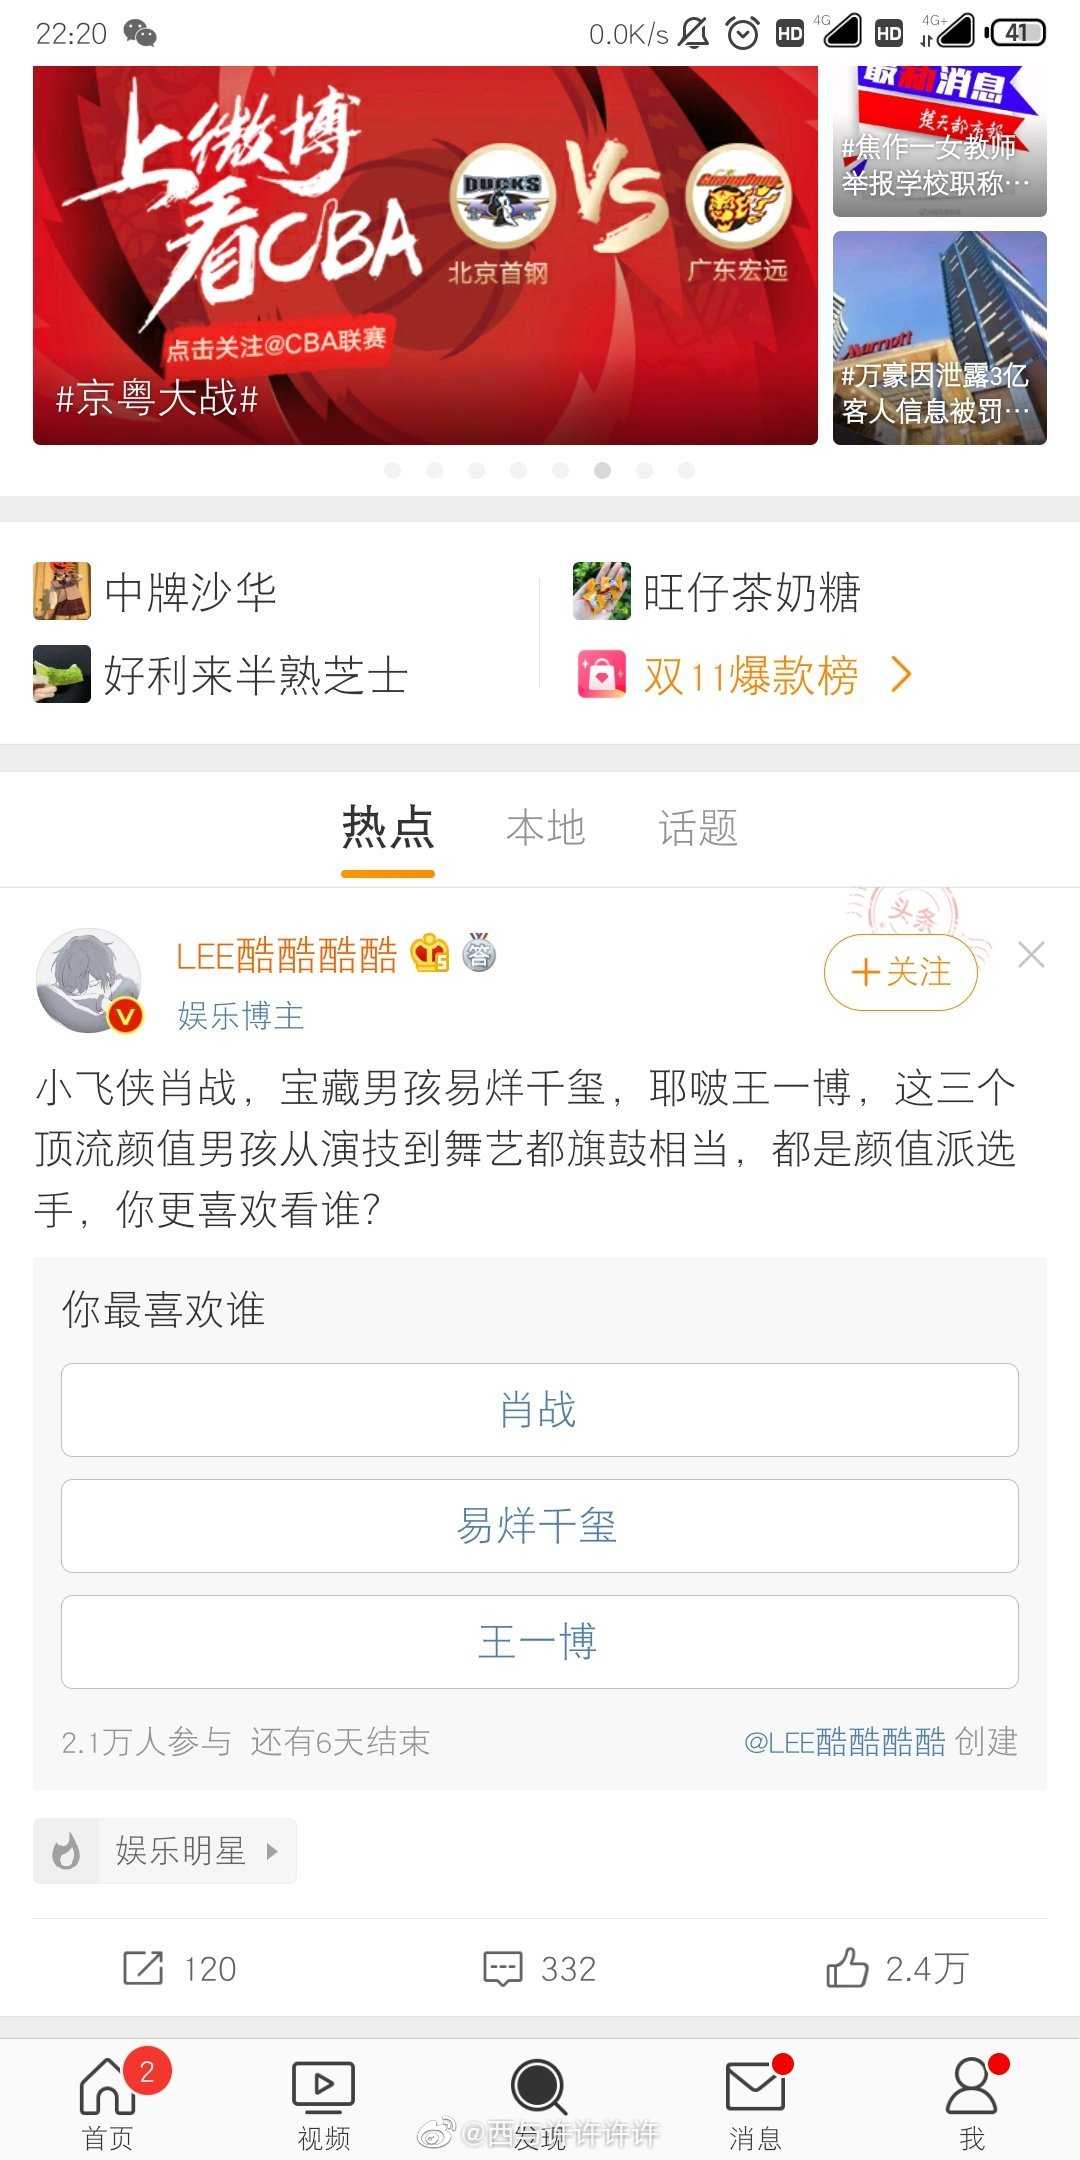 22:20
0.0K/s
HD
4G
HD
4G+
41
上微博
看CBA
DUCKS
北京首钢
VS
GuangDong
广东宏远
点击关注@CBA联赛
#京粤大战#
最新消息
楚天都市报
#焦作一女教师
举报学校职称…
Marriott
#万豪因泄露3亿
客人信息被罚…
中牌沙华
旺仔茶奶糖
好利来半熟芝士
双11爆款榜
热点
本地
话题
头条
LEE酷酷酷酷
5
答
V
娱乐博主
+关注
小飞侠肖战，宝藏男孩易烊千玺，耶啵王一博，这三个
顶流颜值男孩从演技到舞艺都旗鼓相当，都是颜值派选
手，你更喜欢看谁？
你最喜欢谁
肖战
易烊千玺
王一博
2.1万人参与 还有6天结束
@LEE酷酷酷酷 创建
娱乐明星
120
332
2.4万
2
首页
视频
发现
消息
我